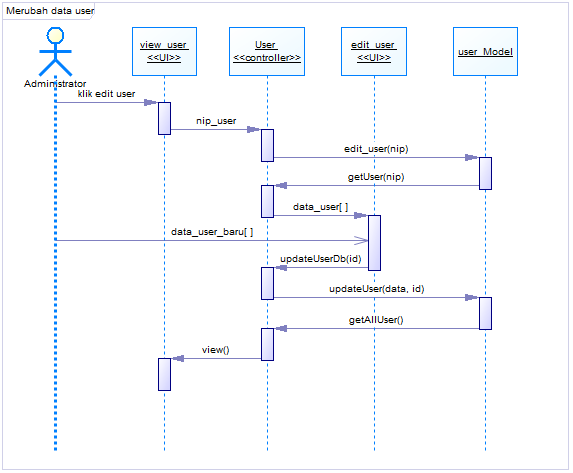 Merubah data user
view_user
<<UI>>
User
<<controller>>
edit_user
<<UI>>
user_Model
Administrator
klik edit user
nip_user
edit_user(nip)
getUser(nip)
data_user[ ]
data_user_baru[ ]
updateUserDb(id)
updateUser(data, id)
getAllUser()
view()